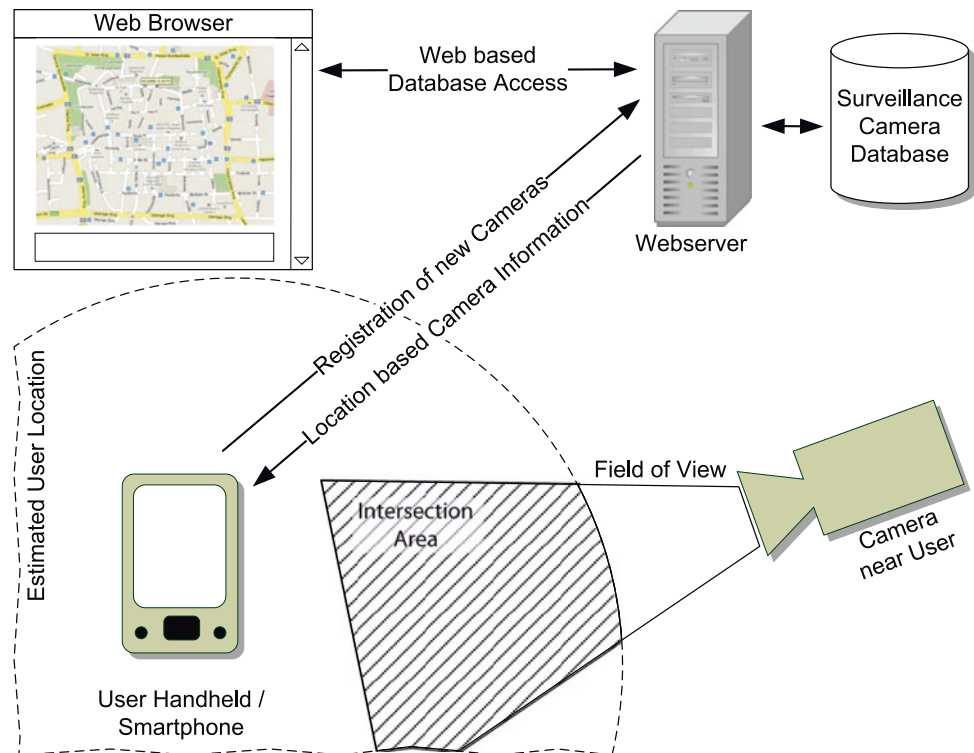 Web Browser
Web based
Database Access
Surveillance
Camera
Database
Webserver
Registration of new Cameras
Location based Camera Information
Estimated User Location
Field of View
Intersection
Area
Camera
near User
User Handheld /
Smartphone